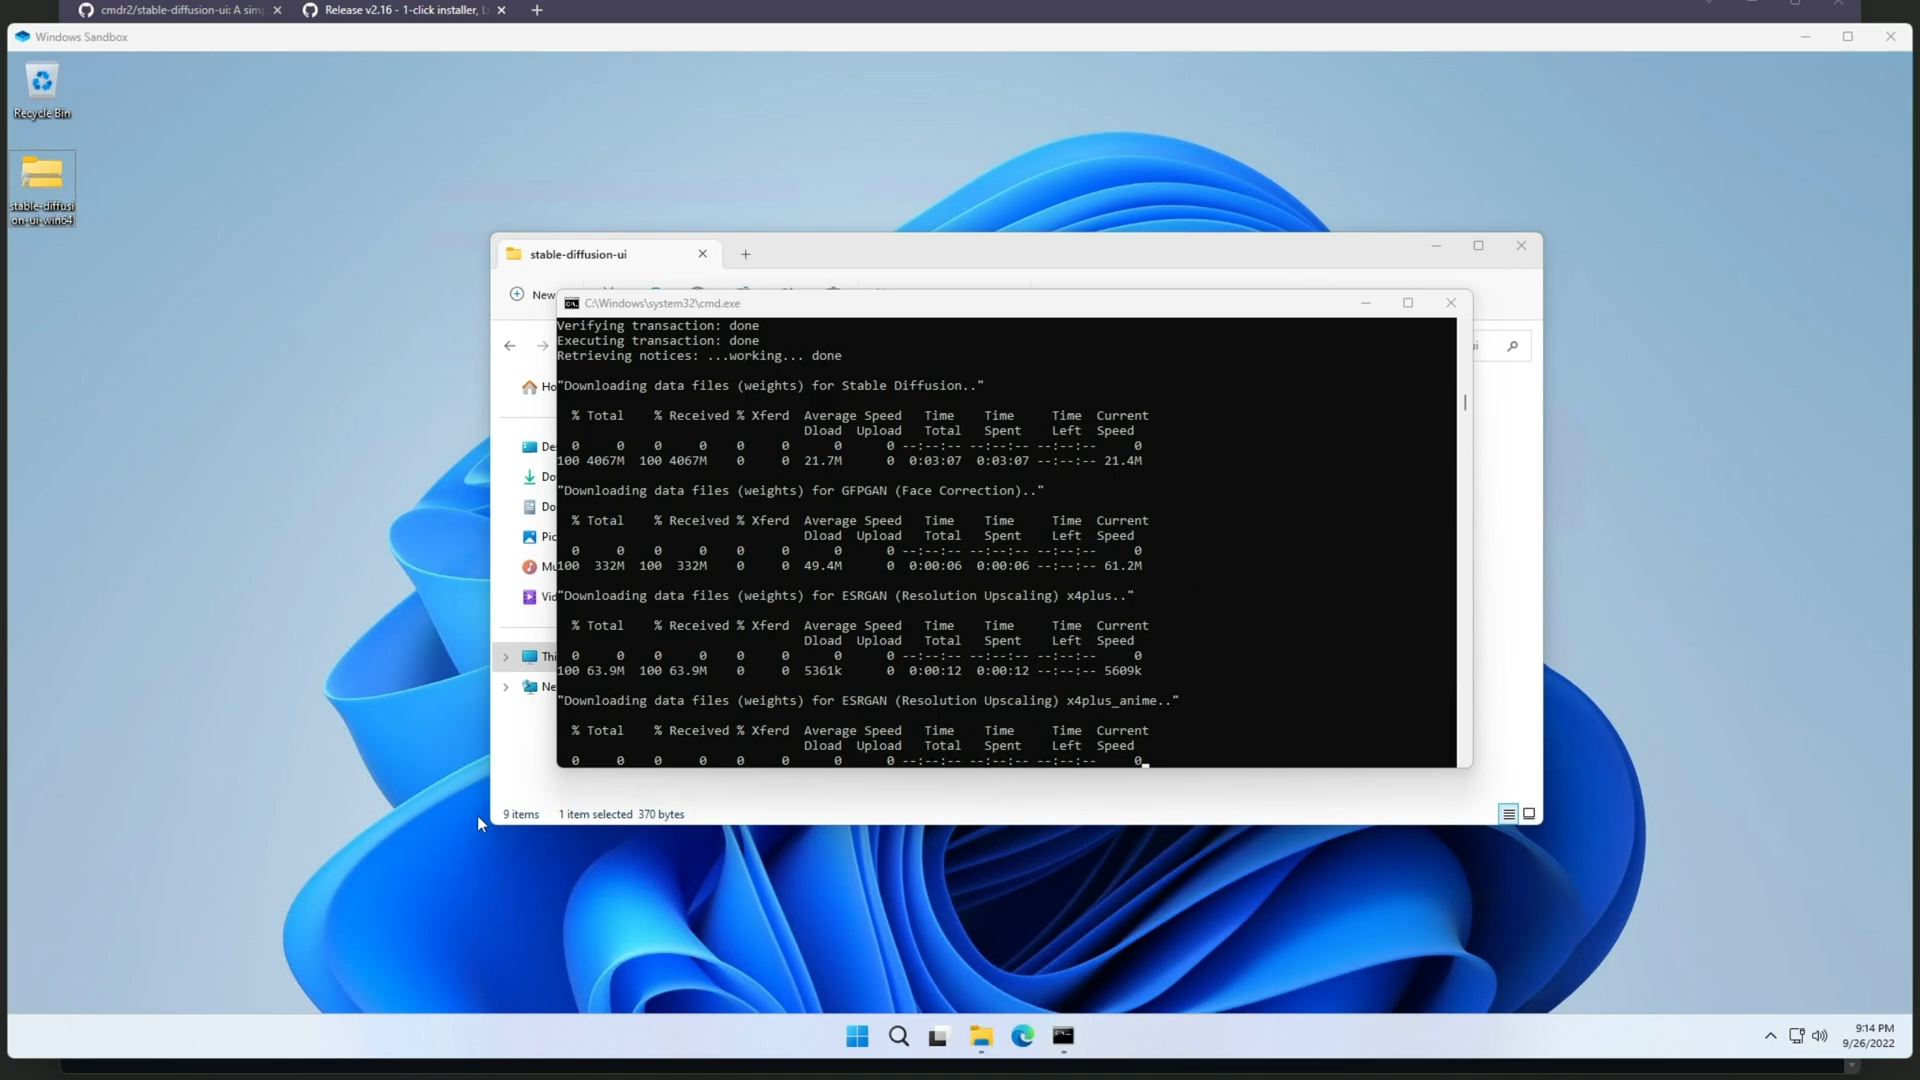 cmdr2/stable-diffusion-ui: A sim
Release v2.16 - 1-click installer,
Windows Sandbox
Recycle Bin
stable-diffusi
on-ui-win64
stable-diffusion-ui
New
C:\Windows\system32\cmd.exe
ui
Ho
De
Do
Do
Pic
Mu
Vid
Thi
Ne
Verifying transaction: done
Executing transaction: done
Retrieving notices: ...working... done
"Downloading data files (weights) for Stable Diffusion.."
% Total % Received % Xferd Average Speed Time Time Time Current
Dload Upload Total Spent Left Speed
0 0 0 0 0 0 0 0 --:--:-- --:--:-- --:--:-- 0
100 4067M 100 4067M 0 0 21.7M 0 0:03:07 0:03:07 --:--:-- 21.4M
"Downloading data files (weights) for GFPGAN (Face Correction).."
% Total % Received % Xferd Average Speed Time Time Time Current
Dload Upload Total Spent Left Speed
0 0 0 0 0 0 0 0 --:--:-- --:--:-- --:--:-- 0
100 332M 100 332M 0 0 49.4M 0 0:00:06 0:00:06 --:--:-- 61.2M
"Downloading data files (weights) for ESRGAN (Resolution Upscaling) x4plus.."
% Total % Received % Xferd Average Speed Time Time Time Current
Dload Upload Total Spent Left Speed
0 0 0 0 0 0 0 0 --:--:-- --:--:-- --:--:-- 0
100 63.9M 100 63.9M 0 0 5361k 0 0:00:12 0:00:12 --:--:-- 5609k
"Downloading data files (weights) for ESRGAN (Resolution Upscaling) x4plus_anime.."
% Total % Received % Xferd Average Speed Time Time Time Current
Dload Upload Total Spent Left Speed
0 0 0 0 0 0 0 0 --:--:-- --:--:-- --:--:-- 0
9 items 1 item selected 370 bytes
9:14 PM
9/26/2022